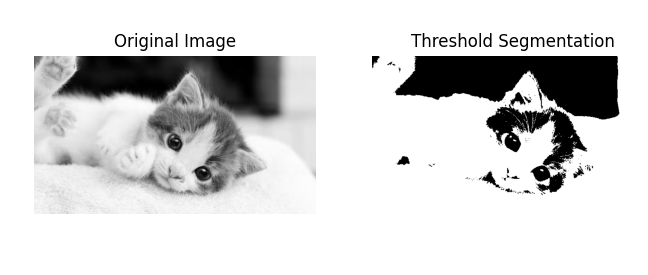 Original Image
Threshold Segmentation